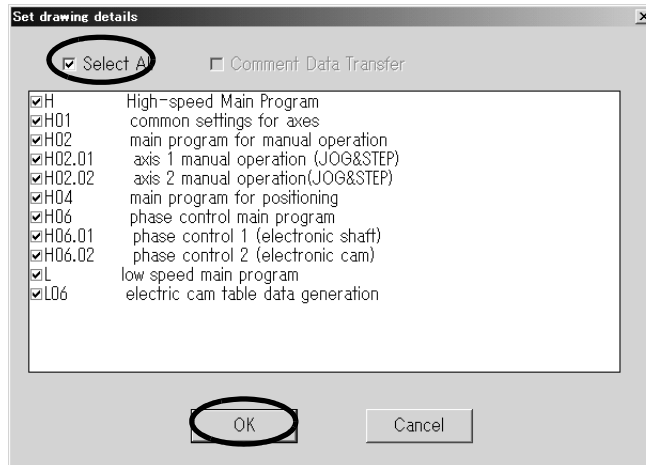 Set drawing details
Select Al Comment Data Transfer
H High-speed Main Program
H01 common settings for axes
H02 main program for manual operation
H02.01 axis 1 manual operation (JOG&STEP)
H02.02 axis 2 manual operation(JOG&STEP)
H04 main program for positioning
H06 phase control main program
H06.01 phase control 1 (electronic shaft)
H06.02 phase control 2 (electronic cam)
L low speed main program
L06 electric cam table data generation
OK Cancel